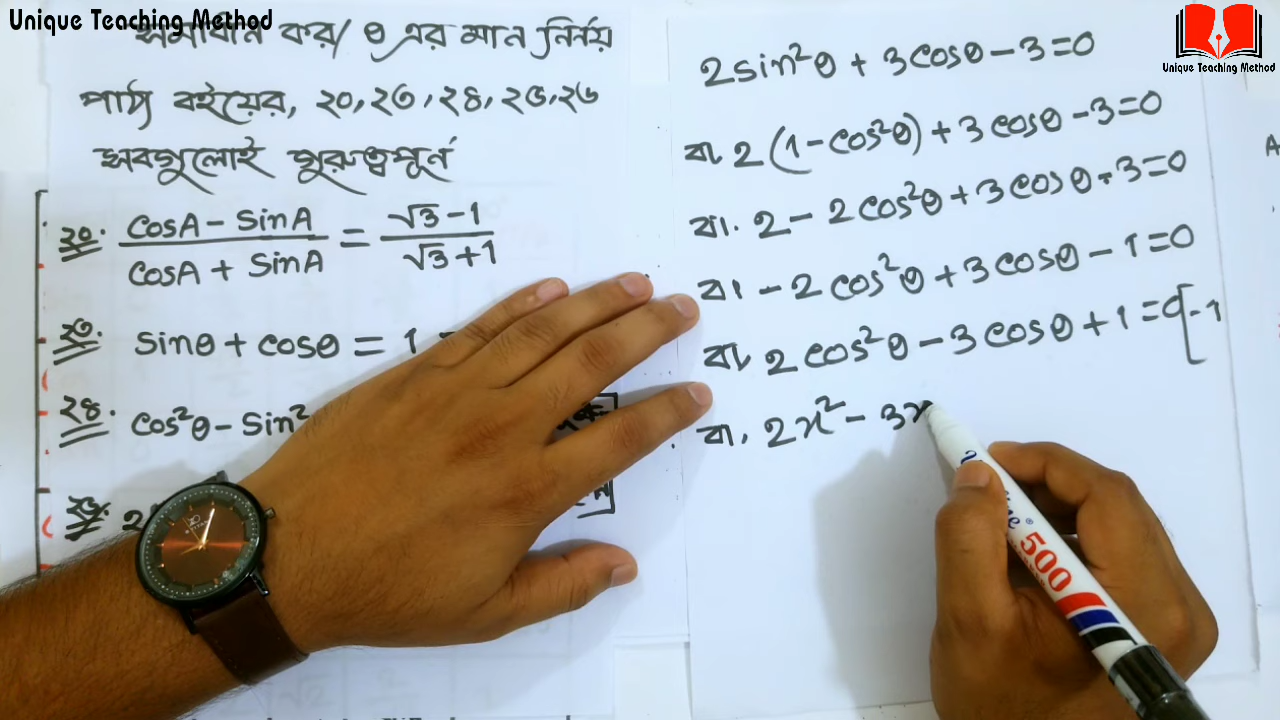 Unique Teaching Method
সমাধান কর/ θ এর মান নির্নয়
পাঠ্য বইয়ের, ২০,২৩,২৪,২৫,২৬
সবগুলোই গুরুত্বপূর্ন
২০. (cosA - sinA)/(cosA + sinA) = (√3 - 1)/(√3 + 1)
২৩. sinθ + cosθ = 1
২৪. cos²θ - sin²
২৫. 2
2sin²θ + 3cosθ - 3 = 0
বা, 2(1 - cos²θ) + 3cosθ - 3 = 0
বা, 2 - 2cos²θ + 3cosθ - 3 = 0
বা, -2cos²θ + 3cosθ - 1 = 0
বা, 2cos²θ - 3cosθ + 1 = 0 [-1
বা, 2x² - 3x
500
Unique Teaching Method